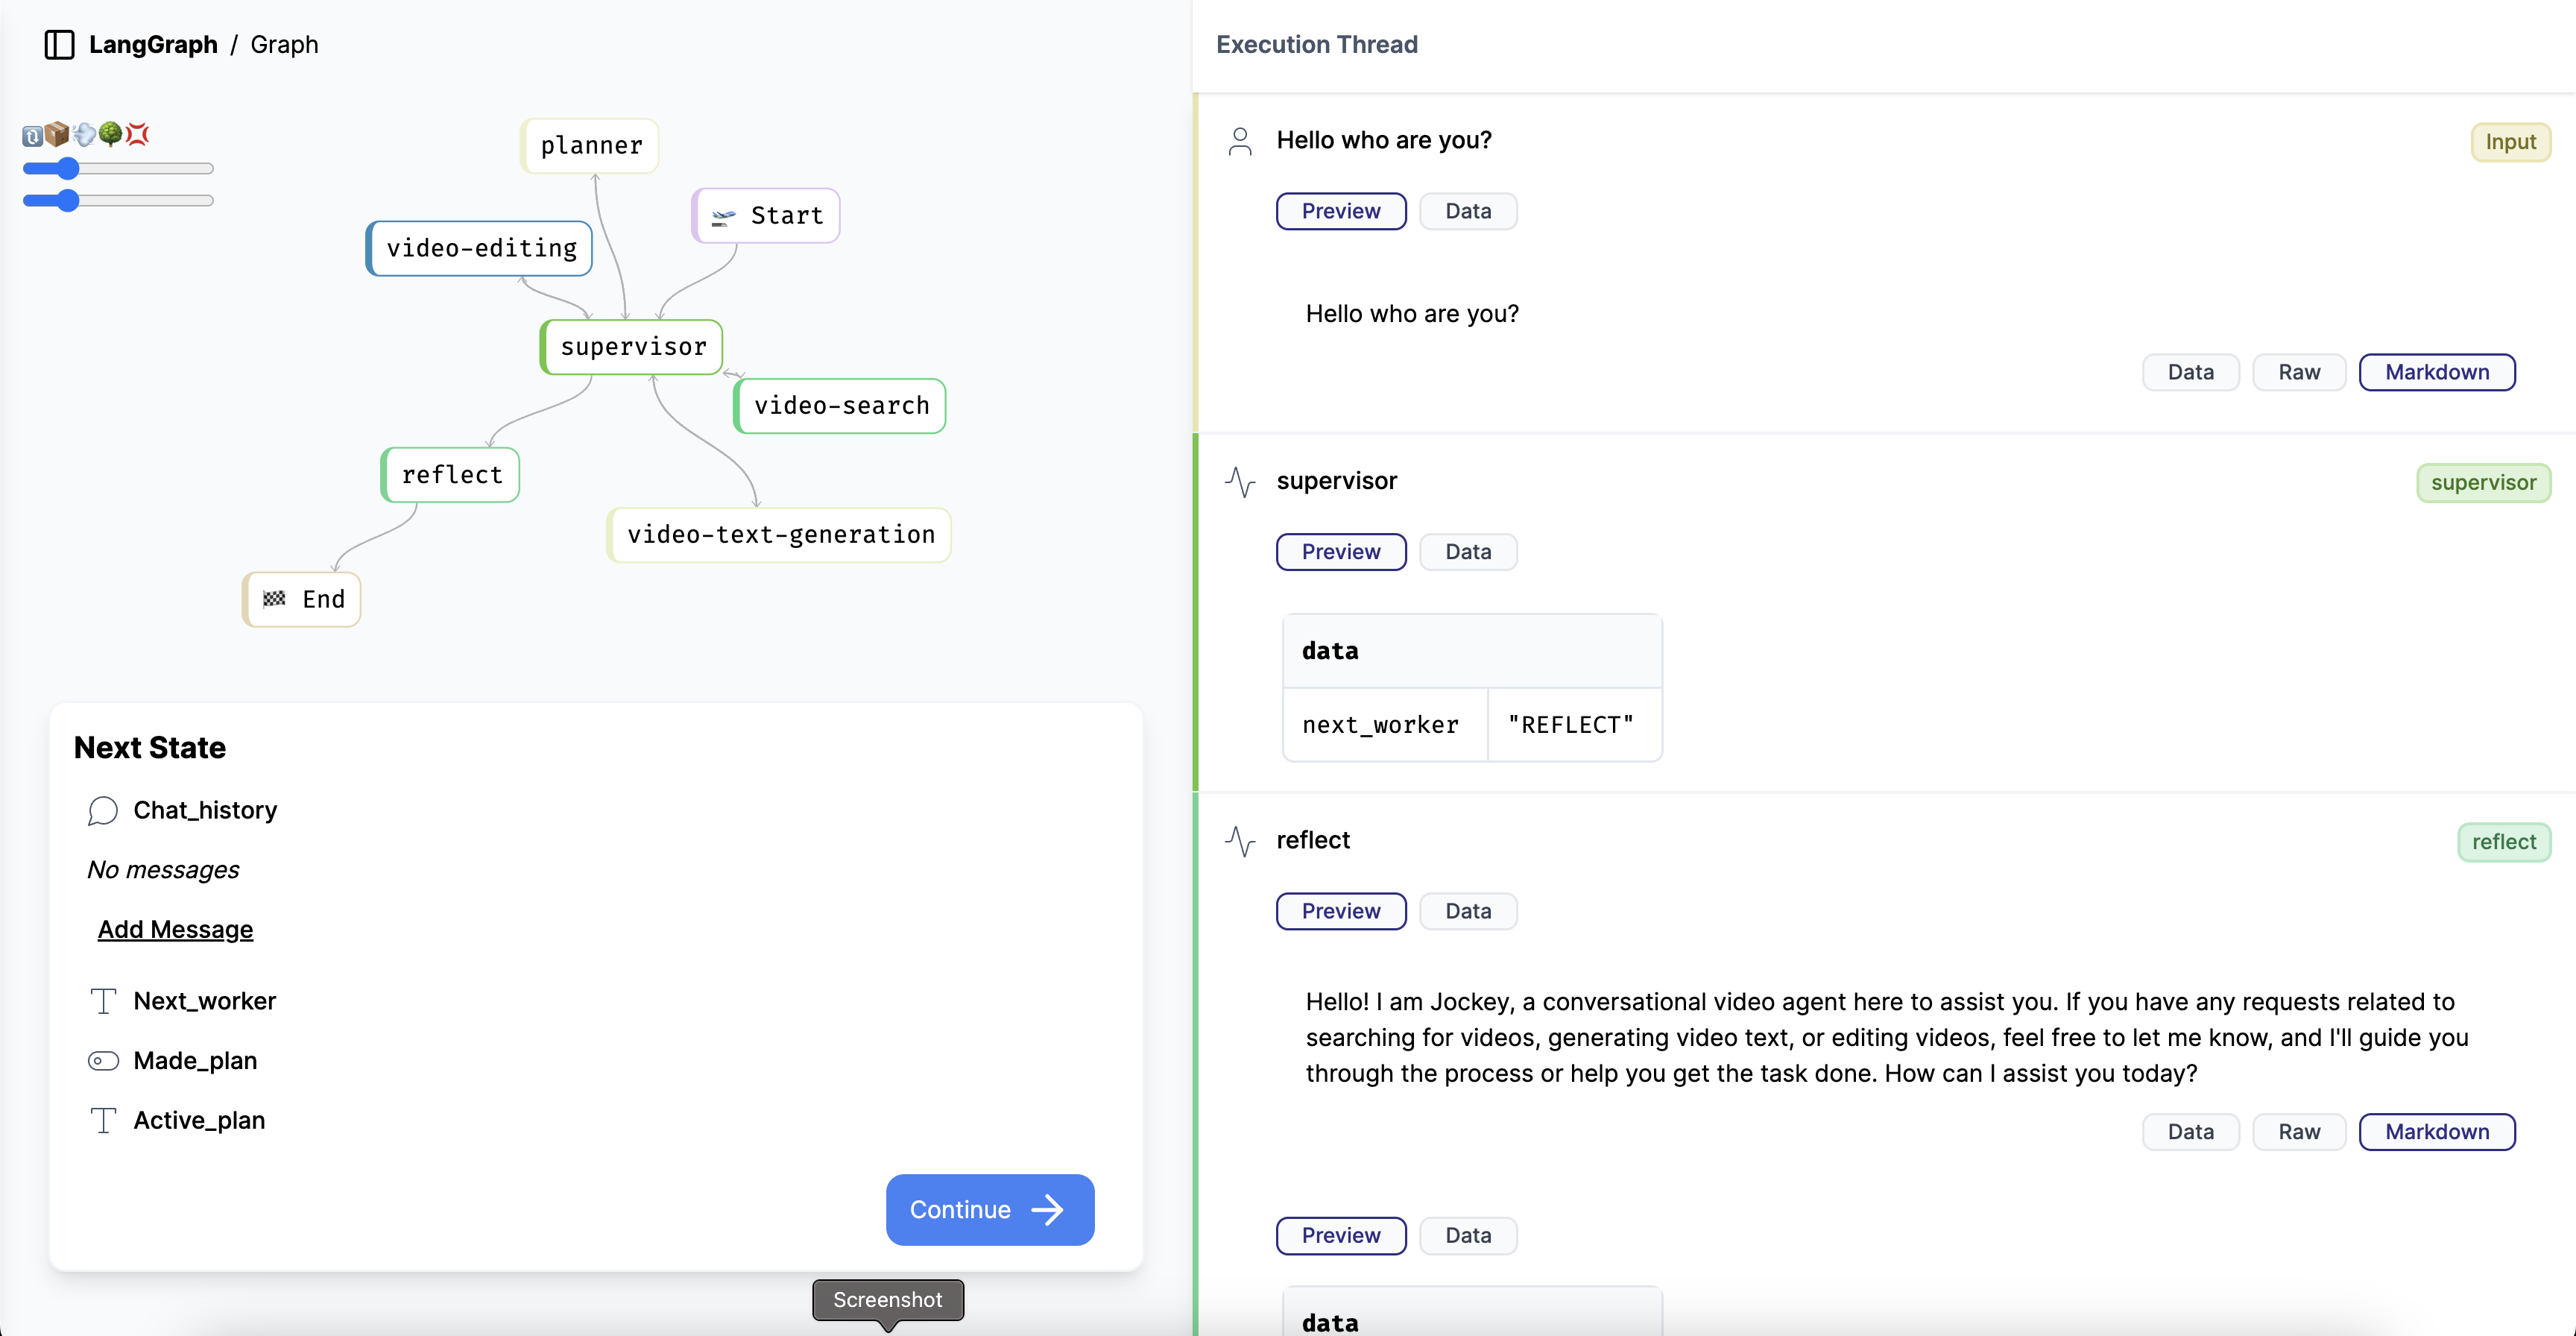 LangGraph / Graph
planner
Start
video-editing
supervisor
video-search
reflect
video-text-generation
End
Next State
Chat_history
No messages
Add Message
Next_worker
Made_plan
Active_plan
Continue
Screenshot
Execution Thread
Hello who are you?
Input
Preview Data
Hello who are you?
Data Raw Markdown
supervisor
supervisor
Preview Data
data
next_worker "REFLECT"
reflect
reflect
Preview Data
Hello! I am Jockey, a conversational video agent here to assist you. If you have any requests related to
searching for videos, generating video text, or editing videos, feel free to let me know, and I'll guide you
through the process or help you get the task done. How can I assist you today?
Data Raw Markdown
Preview Data
data